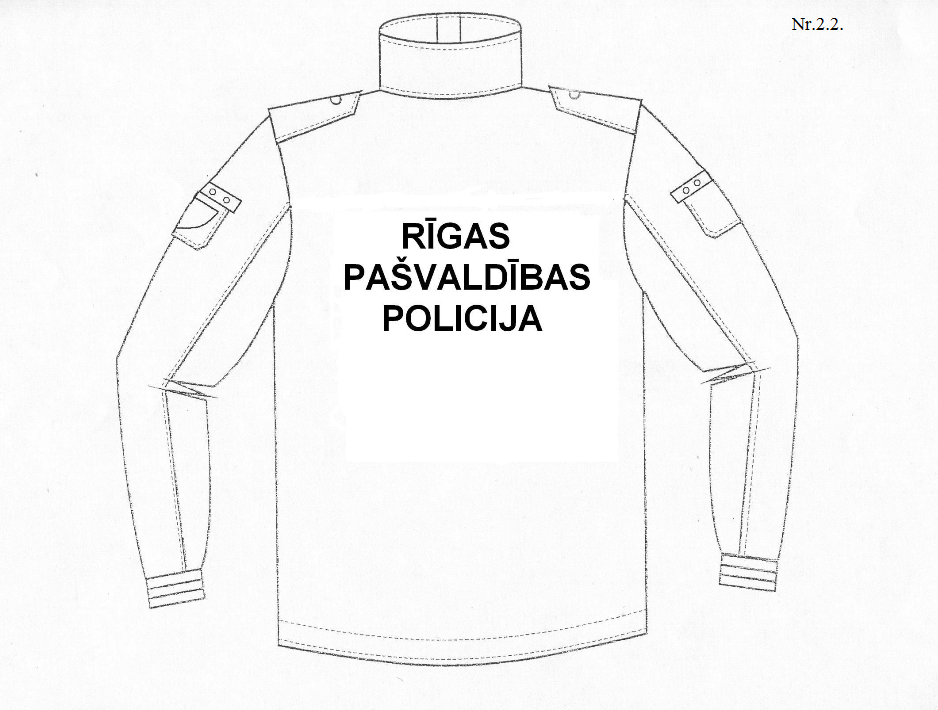 Nr.2.2.
RĪGAS
PAŠVALDĪBAS
POLICIJA